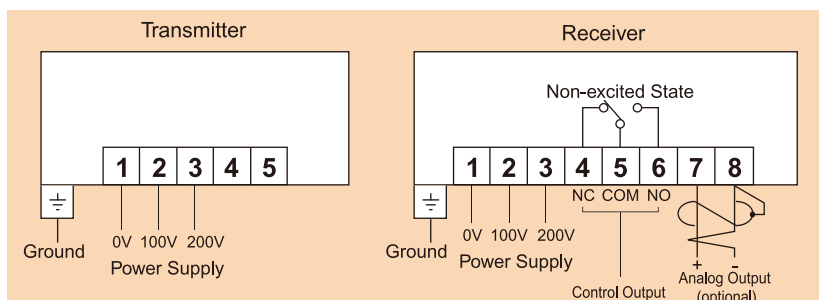 Transmitter
1 2 3 4 5
Ground
0V 100V 200V
Power Supply
Receiver
Non-excited State
1 2 3 4 5 6 7 8
NC COM NO
Ground
0V 100V 200V
Power Supply
Control Output
+ -
Analog Output
(optional)